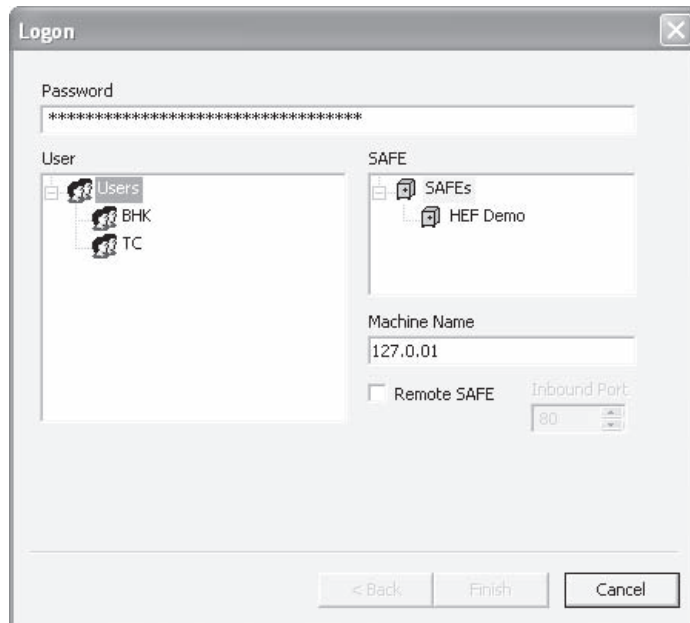 Logon
Password
**********************************
User
Users
BHK
TC
SAFE
SAFEs
HEF Demo
Machine Name
127.0.01
Remote SAFE
Inbound Port
80
< Back
Finish
Cancel